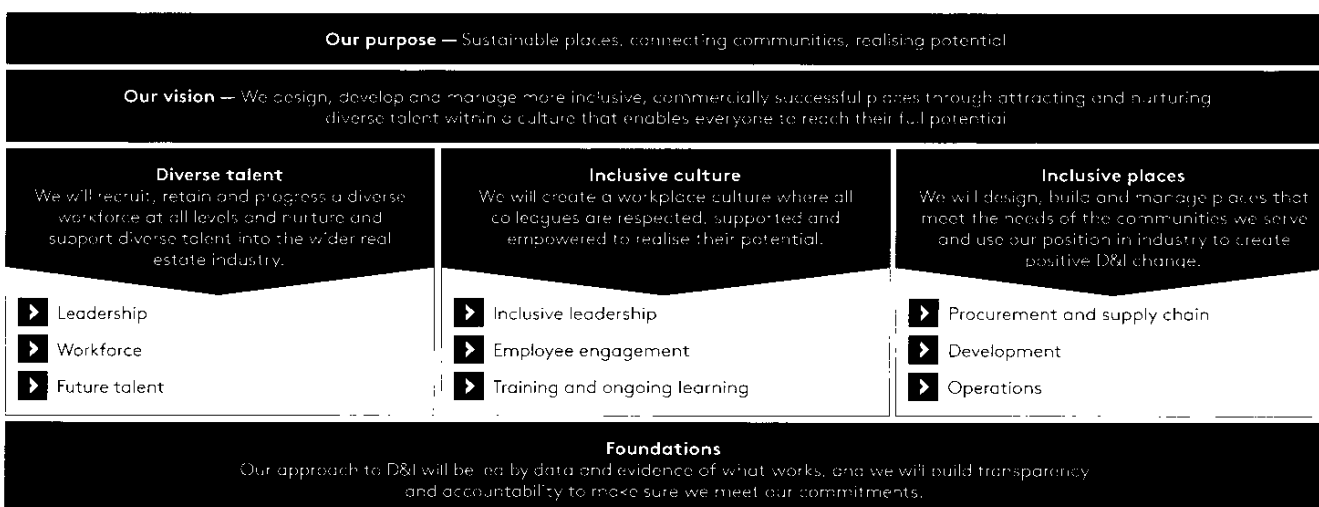 Our purpose — Sustainable places, connecting communities, realising potential
Our vision — We design, develop and manage more inclusive, commercially successful places through attracting and nurturing
diverse talent within a culture that enables everyone to reach their full potential
Diverse talent
We will recruit, retain and progress a diverse
workforce at all levels and nurture and
support diverse talent into the wider real
estate industry.
Leadership
Workforce
Future talent
Inclusive culture
We will create a workplace culture where all
colleagues are respected, supported and
empowered to realise their potential.
Inclusive leadership
Employee engagement
Training and ongoing learning
Inclusive places
We will design, build and manage places that
meet the needs of the communities we serve
and use our position in industry to create
positive D&I change.
Procurement and supply chain
Development
Operations
Foundations
Our approach to D&I will be led by data and evidence of what works, and we will build transparency
and accountability to make sure we meet our commitments.